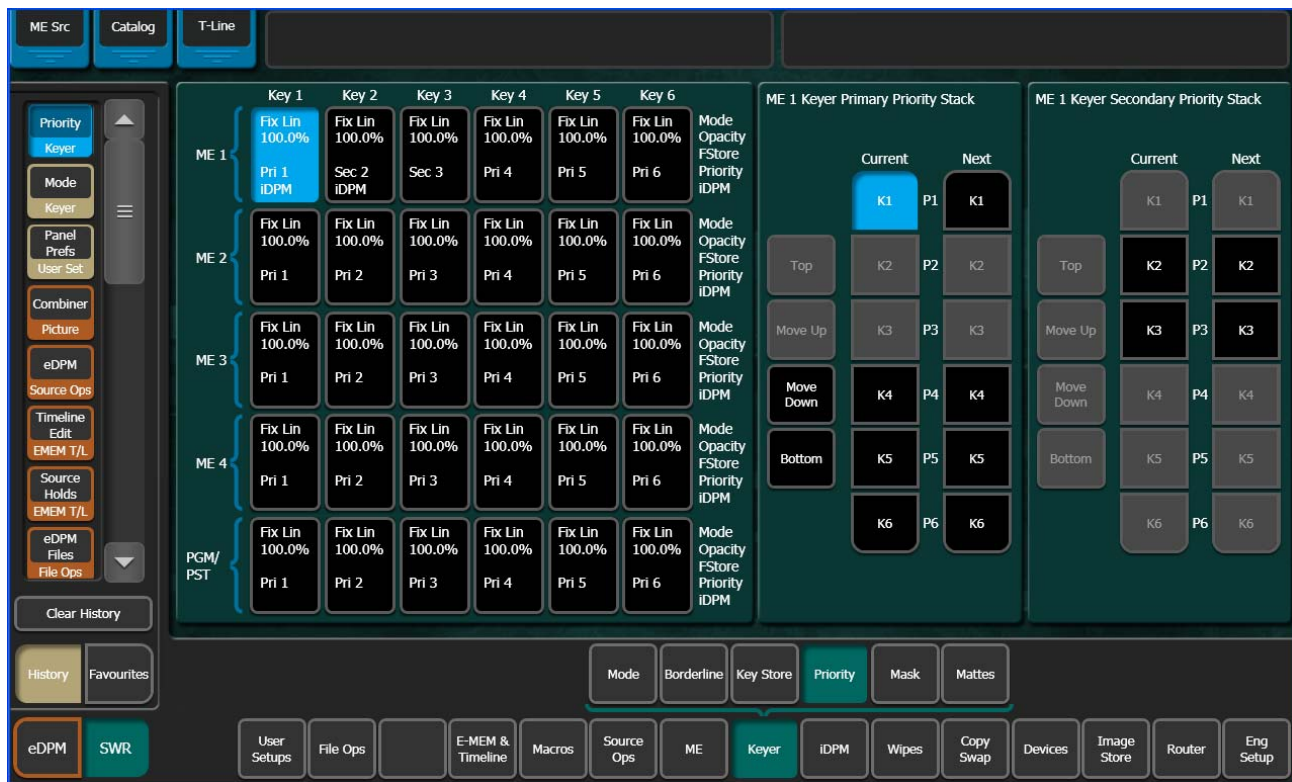 ME Src
Catalog
T-Line
Priority
Keyer
Mode
Keyer
Panel
Prefs
User Set
Combiner
Picture
eDPM
Source Ops
Timeline
Edit
EMEM T/L
Source
Holds
EMEM T/L
eDPM
Files
File Ops
Clear History
History
Favourites
eDPM
SWR
Key 1 Key 2 Key 3 Key 4 Key 5 Key 6
ME 1
Fix Lin Fix Lin Fix Lin Fix Lin Fix Lin Fix Lin Mode
100.0% 100.0% 100.0% 100.0% 100.0% 100.0% Opacity
FStore
Pri 1 Sec 2 Sec 3 Pri 4 Pri 5 Pri 6 Priority
iDPM iDPM iDPM
ME 2
Fix Lin Fix Lin Fix Lin Fix Lin Fix Lin Fix Lin Mode
100.0% 100.0% 100.0% 100.0% 100.0% 100.0% Opacity
FStore
Pri 1 Pri 2 Pri 3 Pri 4 Pri 5 Pri 6 Priority
iDPM
ME 3
Fix Lin Fix Lin Fix Lin Fix Lin Fix Lin Fix Lin Mode
100.0% 100.0% 100.0% 100.0% 100.0% 100.0% Opacity
FStore
Pri 1 Pri 2 Pri 3 Pri 4 Pri 5 Pri 6 Priority
iDPM
ME 4
Fix Lin Fix Lin Fix Lin Fix Lin Fix Lin Fix Lin Mode
100.0% 100.0% 100.0% 100.0% 100.0% 100.0% Opacity
FStore
Pri 1 Pri 2 Pri 3 Pri 4 Pri 5 Pri 6 Priority
iDPM
PGM/
PST
Fix Lin Fix Lin Fix Lin Fix Lin Fix Lin Fix Lin Mode
100.0% 100.0% 100.0% 100.0% 100.0% 100.0% Opacity
FStore
Pri 1 Pri 2 Pri 3 Pri 4 Pri 5 Pri 6 Priority
iDPM
ME 1 Keyer Primary Priority Stack
Current Next
K1 P1 K1
Top K2 P2 K2
Move Up K3 P3 K3
Move
Down
K4 P4 K4
Bottom K5 P5 K5
K6 P6 K6
ME 1 Keyer Secondary Priority Stack
Current Next
K1 P1 K1
Top K2 P2 K2
Move Up K3 P3 K3
Move
Down
K4 P4 K4
Bottom K5 P5 K5
K6 P6 K6
Mode
Borderline
Key Store
Priority
Mask
Mattes
User
Setups
File Ops
E-MEM &
Timeline
Macros
Source
Ops
ME
Keyer
iDPM
Wipes
Copy
Swap
Devices
Image
Store
Router
Eng
Setup